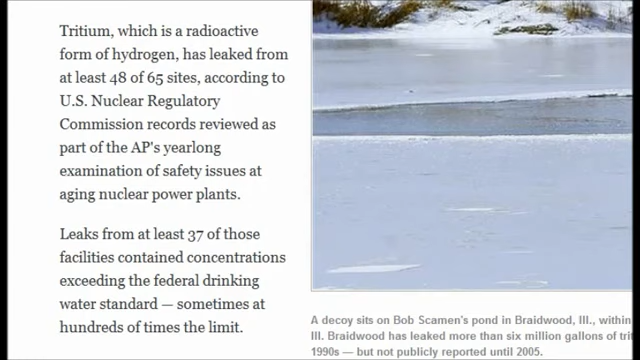 Tritium, which is a radioactive
form of hydrogen, has leaked from
at least 48 of 65 sites, according to
U.S. Nuclear Regulatory
Commission records reviewed as
part of the AP's yearlong
examination of safety issues at
aging nuclear power plants.
Leaks from at least 37 of those
facilities contained concentrations
exceeding the federal drinking
water standard — sometimes at
hundreds of times the limit.
A decoy sits on Bob Scamen's pond in Braidwood, Ill., within
Ill. Braidwood has leaked more than six million gallons of tri
1990s — but not publicly reported until 2005.